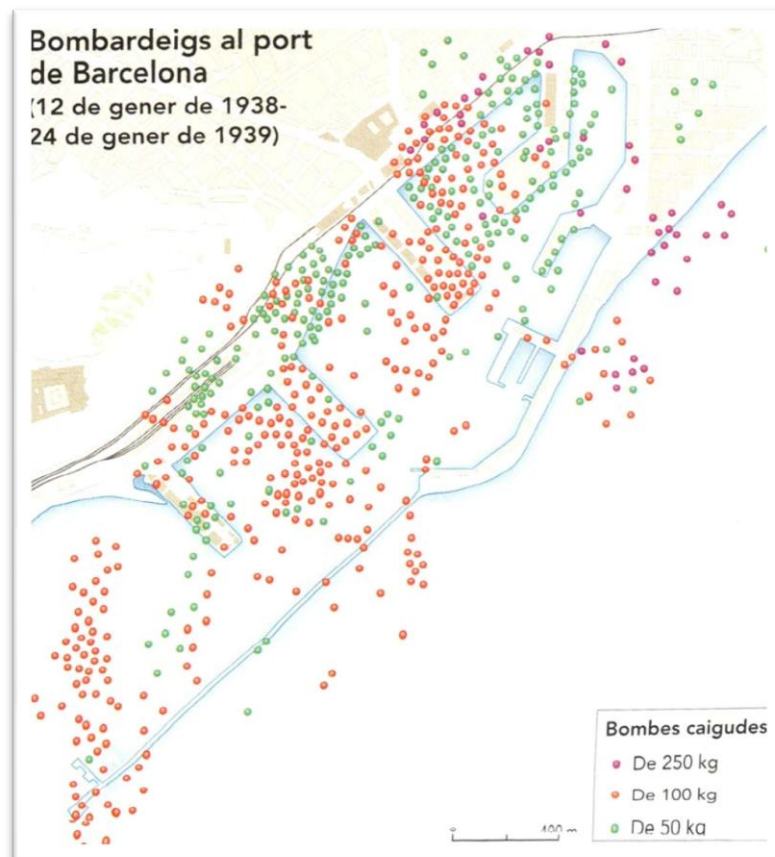 Bombardeigs al port
de Barcelona
(12 de gener de 1938-
24 de gener de 1939)
Bombes caigudes
De 250 kg
De 100 kg
De 50 kg
400 m